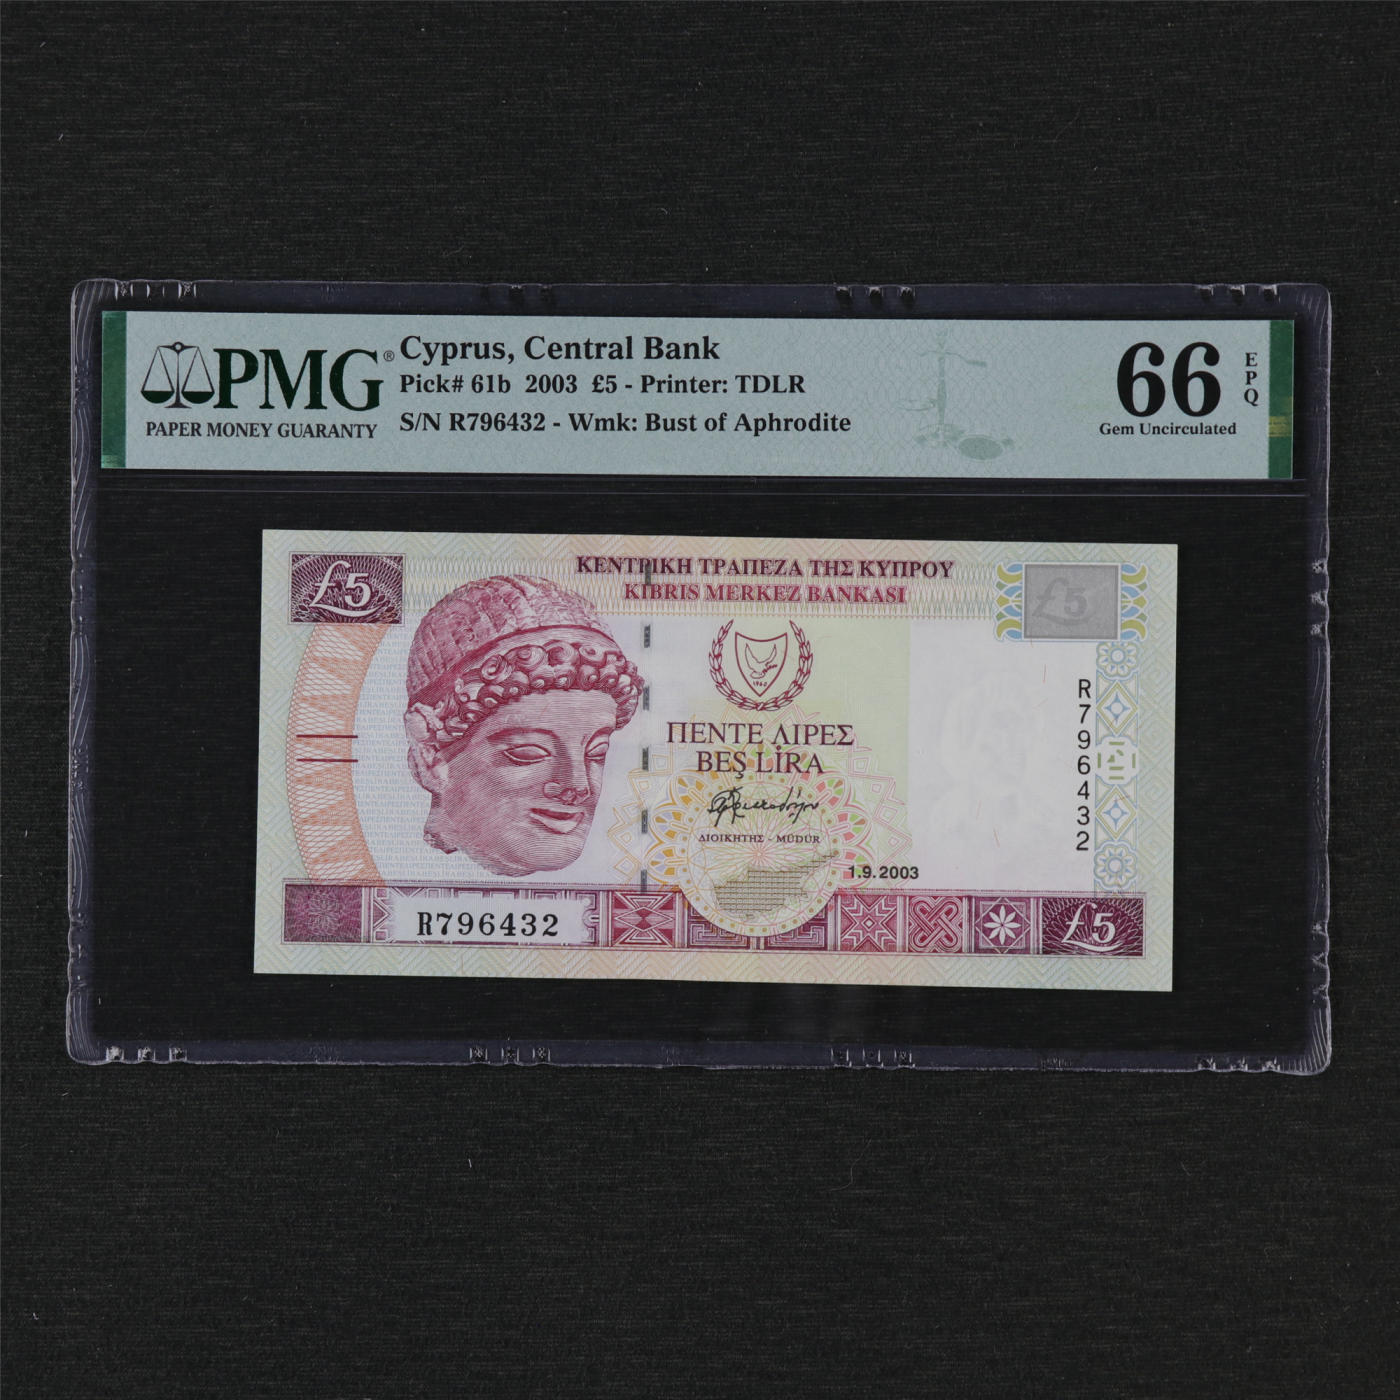 PMG®
PAPER MONEY GUARANTY
Cyprus, Central Bank
Pick# 61b 2003 £5 - Printer: TDLR
S/N R796432 - Wmk: Bust of Aphrodite
66
EPQ
Gem Uncirculated
£5
ΚΕΝΤΡΙΚΗ ΤΡΑΠΕΖΑ ΤΗΣ ΚΥΠΡΟΥ
KIBRIS MERKEZ BANKASI
£5
1960
ΠΕΝΤΕ ΛΙΡΕΣ
BEŞ LİRA
ΔΙΟΙΚΗΤΗΣ - MÜDÜR
1.9.2003
R796432
R796432
£5